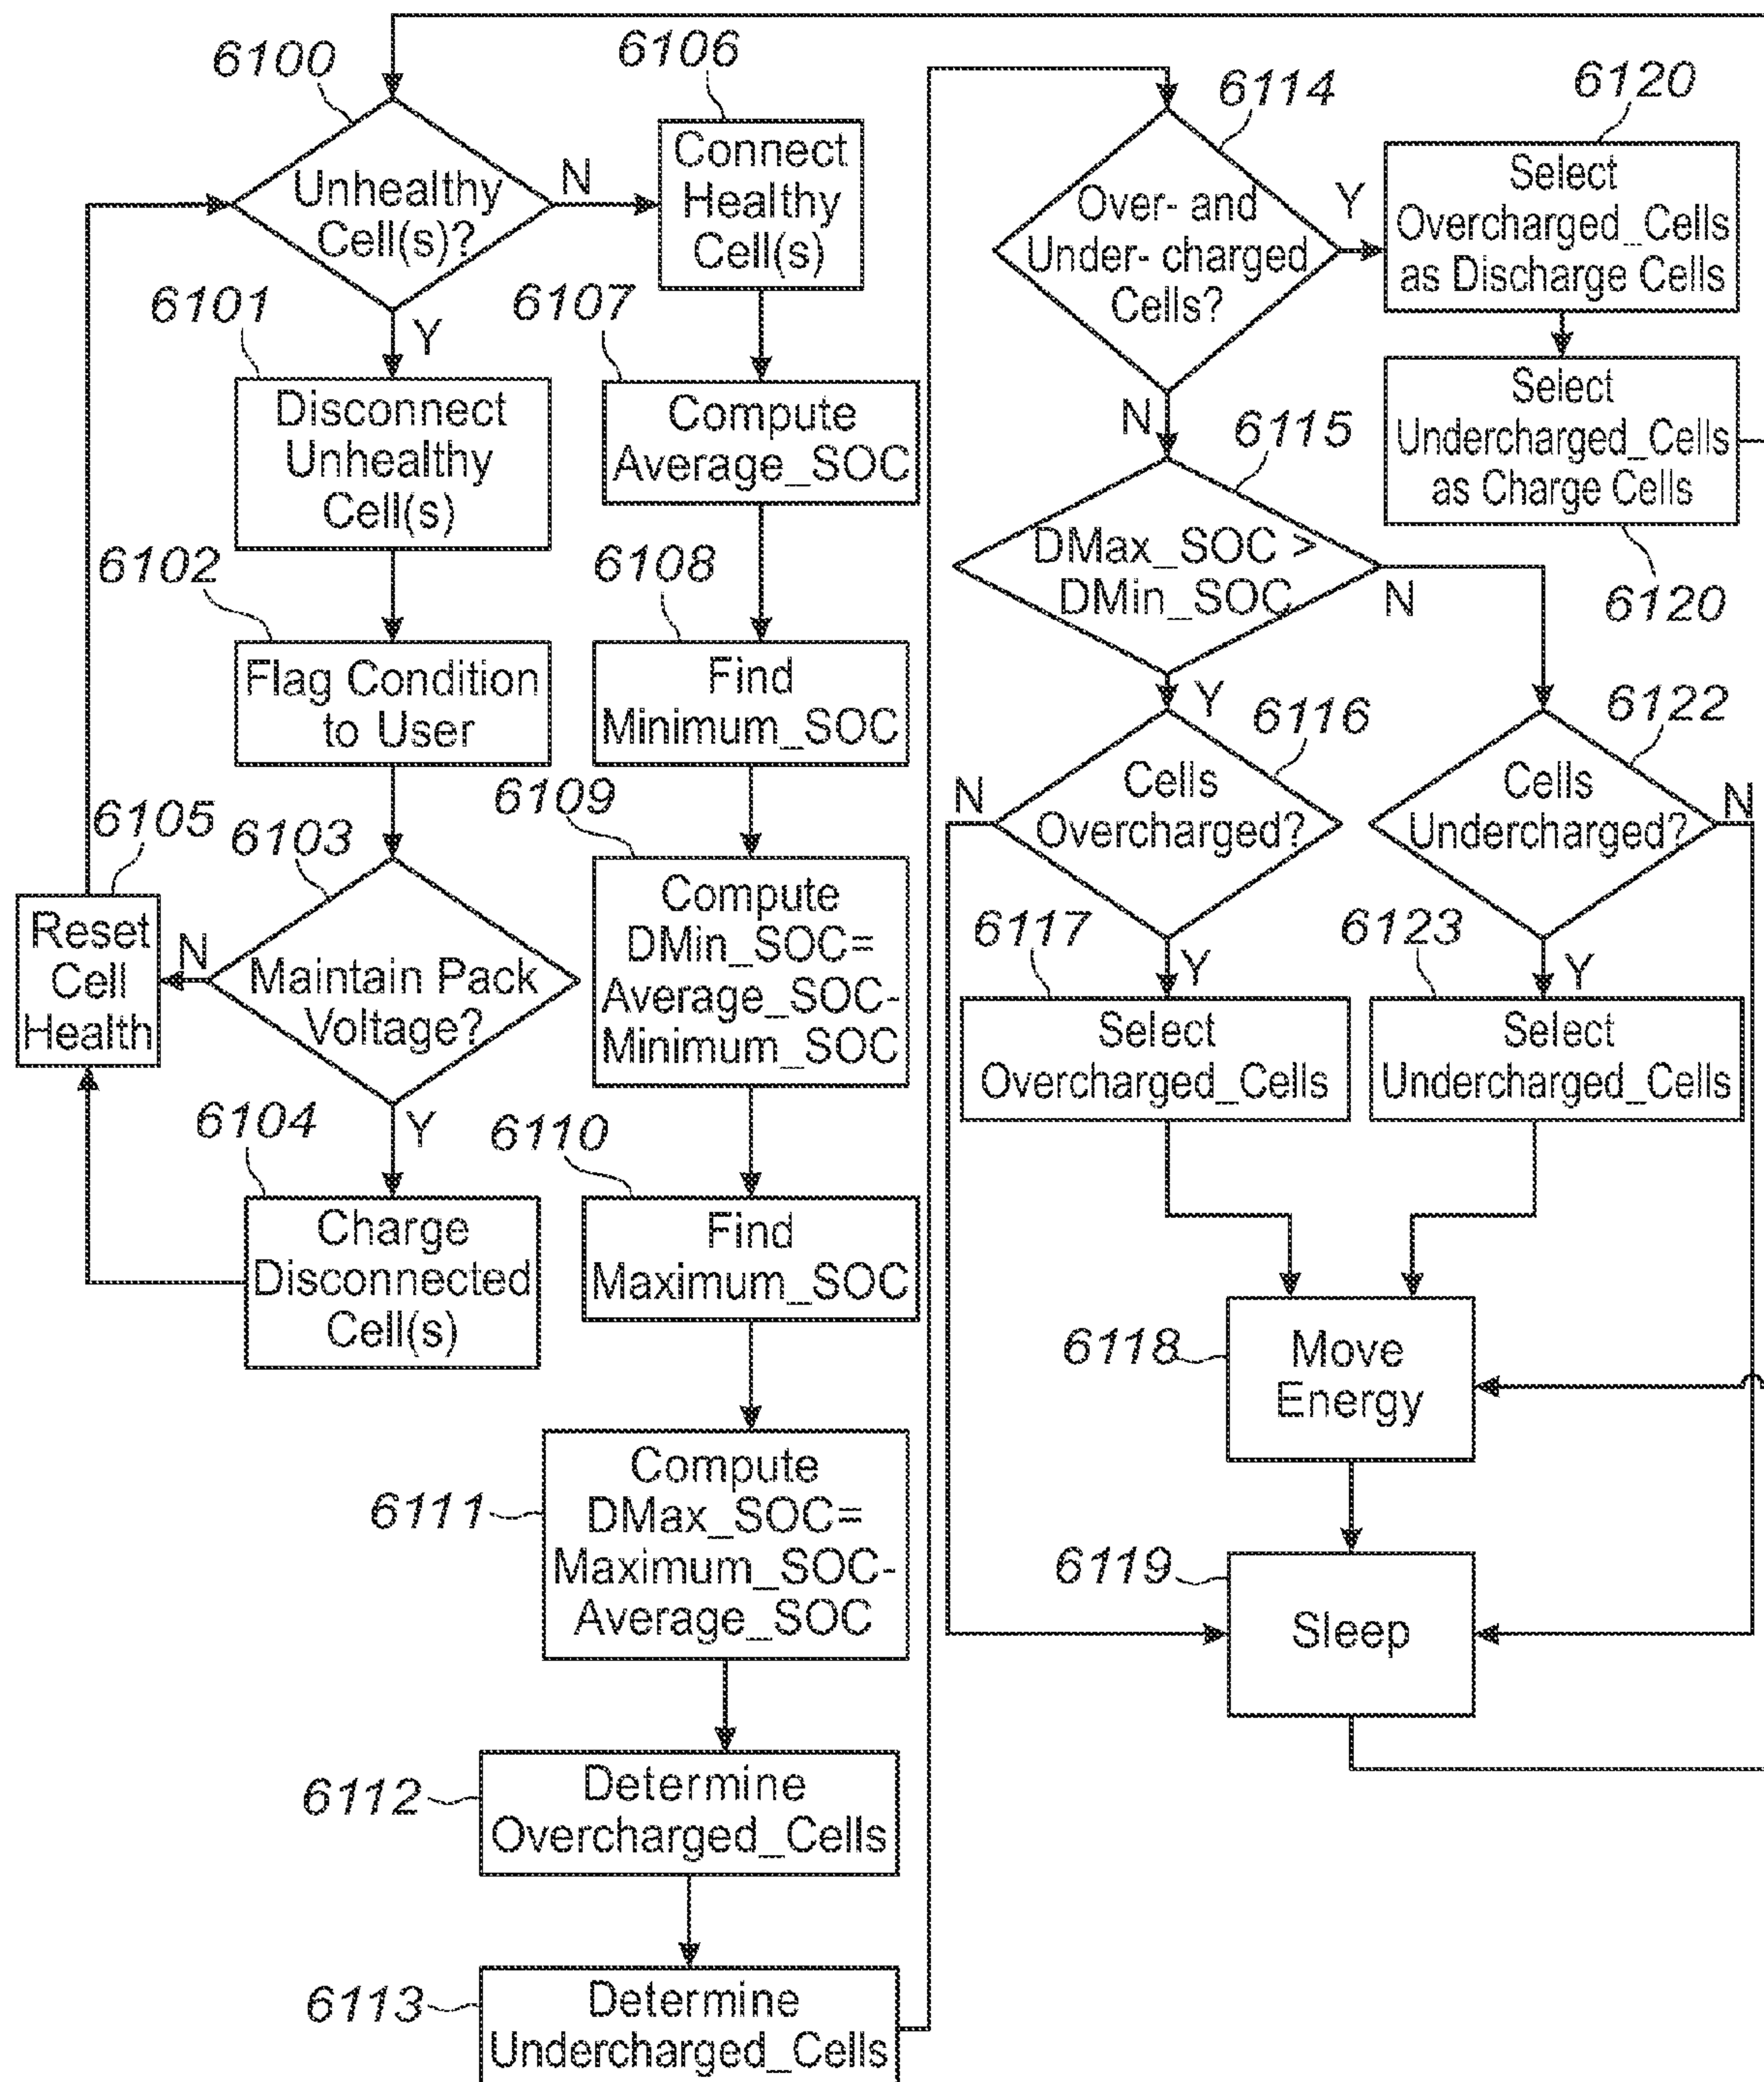 6100
Unhealthy
Cell(s)?
N
Y
6101
Disconnect
Unhealthy
Cell(s)
6102
Flag Condition
to User
6103
Maintain Pack
Voltage?
N
Y
6105
Reset
Cell
Health
6104
Charge
Disconnected
Cell(s)
6106
Connect
Healthy
Cell(s)
6107
Compute
Average_SOC
6108
Find
Minimum_SOC
6109
Compute
DMin_SOC=
Average_SOC-
Minimum_SOC
6110
Find
Maximum_SOC
6111
Compute
DMax_SOC=
Maximum_SOC-
Average_SOC
6112
Determine
Overcharged_Cells
6113
Determine
Undercharged_Cells
6114
Over- and
Under- charged
Cells?
Y
N
6120
Select
Overcharged_Cells
as Discharge Cells
Select
Undercharged_Cells
as Charge Cells
6120
6115
DMax_SOC >
DMin_SOC
N
Y
6116
Cells
Overcharged?
N
Y
6122
Cells
Undercharged?
N
Y
6117
Select
Overcharged_Cells
6123
Select
Undercharged_Cells
6118
Move
Energy
6119
Sleep